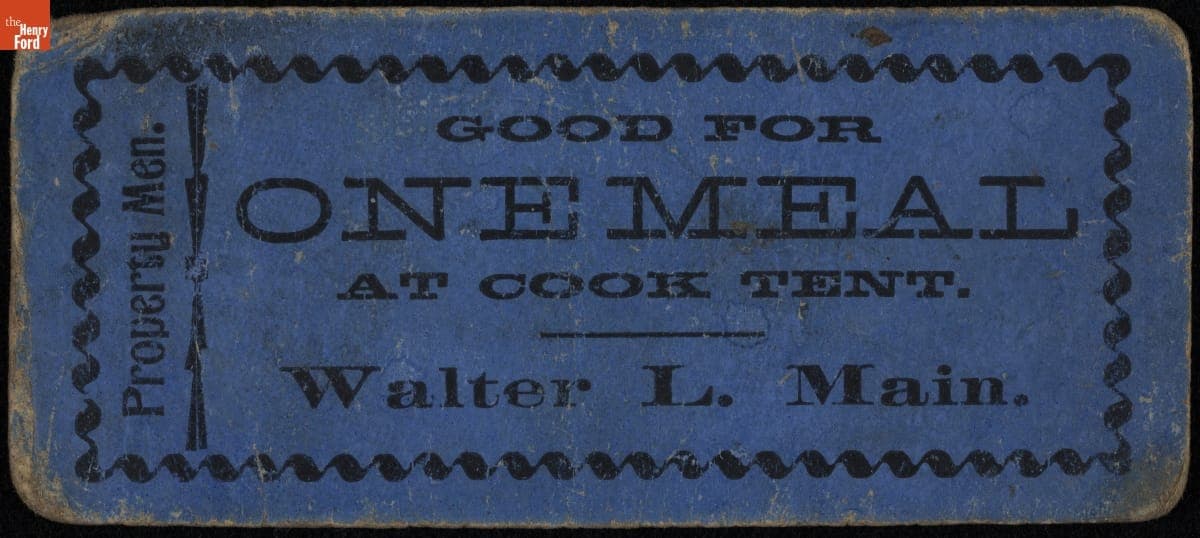 the
Henry
Ford
Property Men.
GOOD FOR
ONE MEAL
AT COOK TENT.
Walter L. Main.